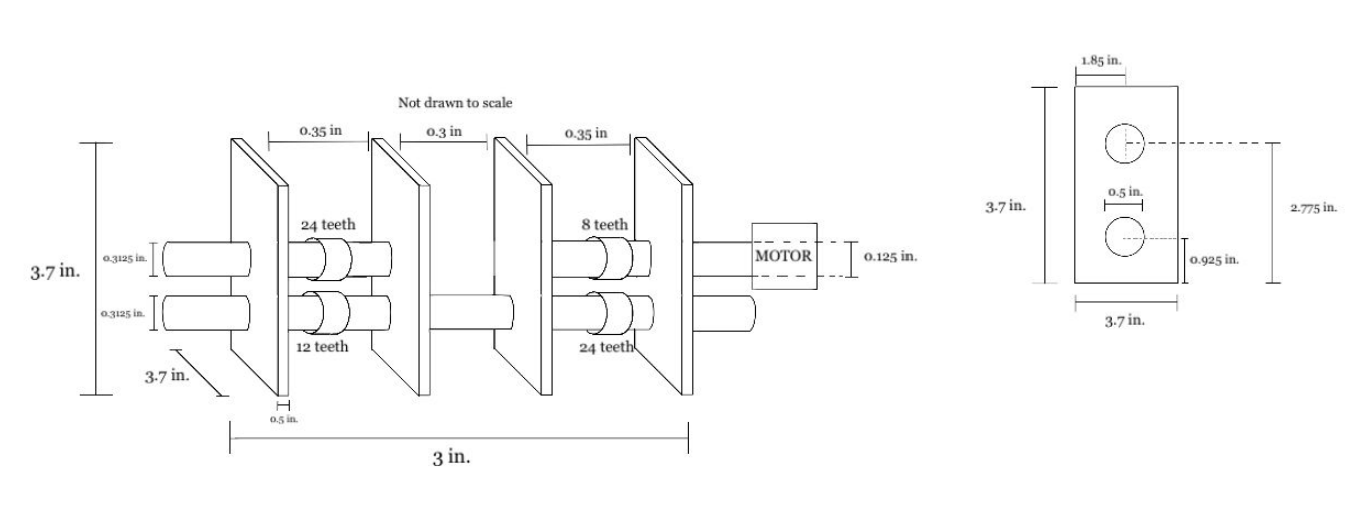 Not drawn to scale
0.35 in
0.3 in
0.35 in
24 teeth
8 teeth
3.7 in.
0.3125 in.
MOTOR
0.125 in.
0.3125 in.
12 teeth
24 teeth
3.7 in.
0.5 in.
3 in.
1.85 in.
3.7 in.
0.5 in.
2.775 in.
0.925 in.
3.7 in.